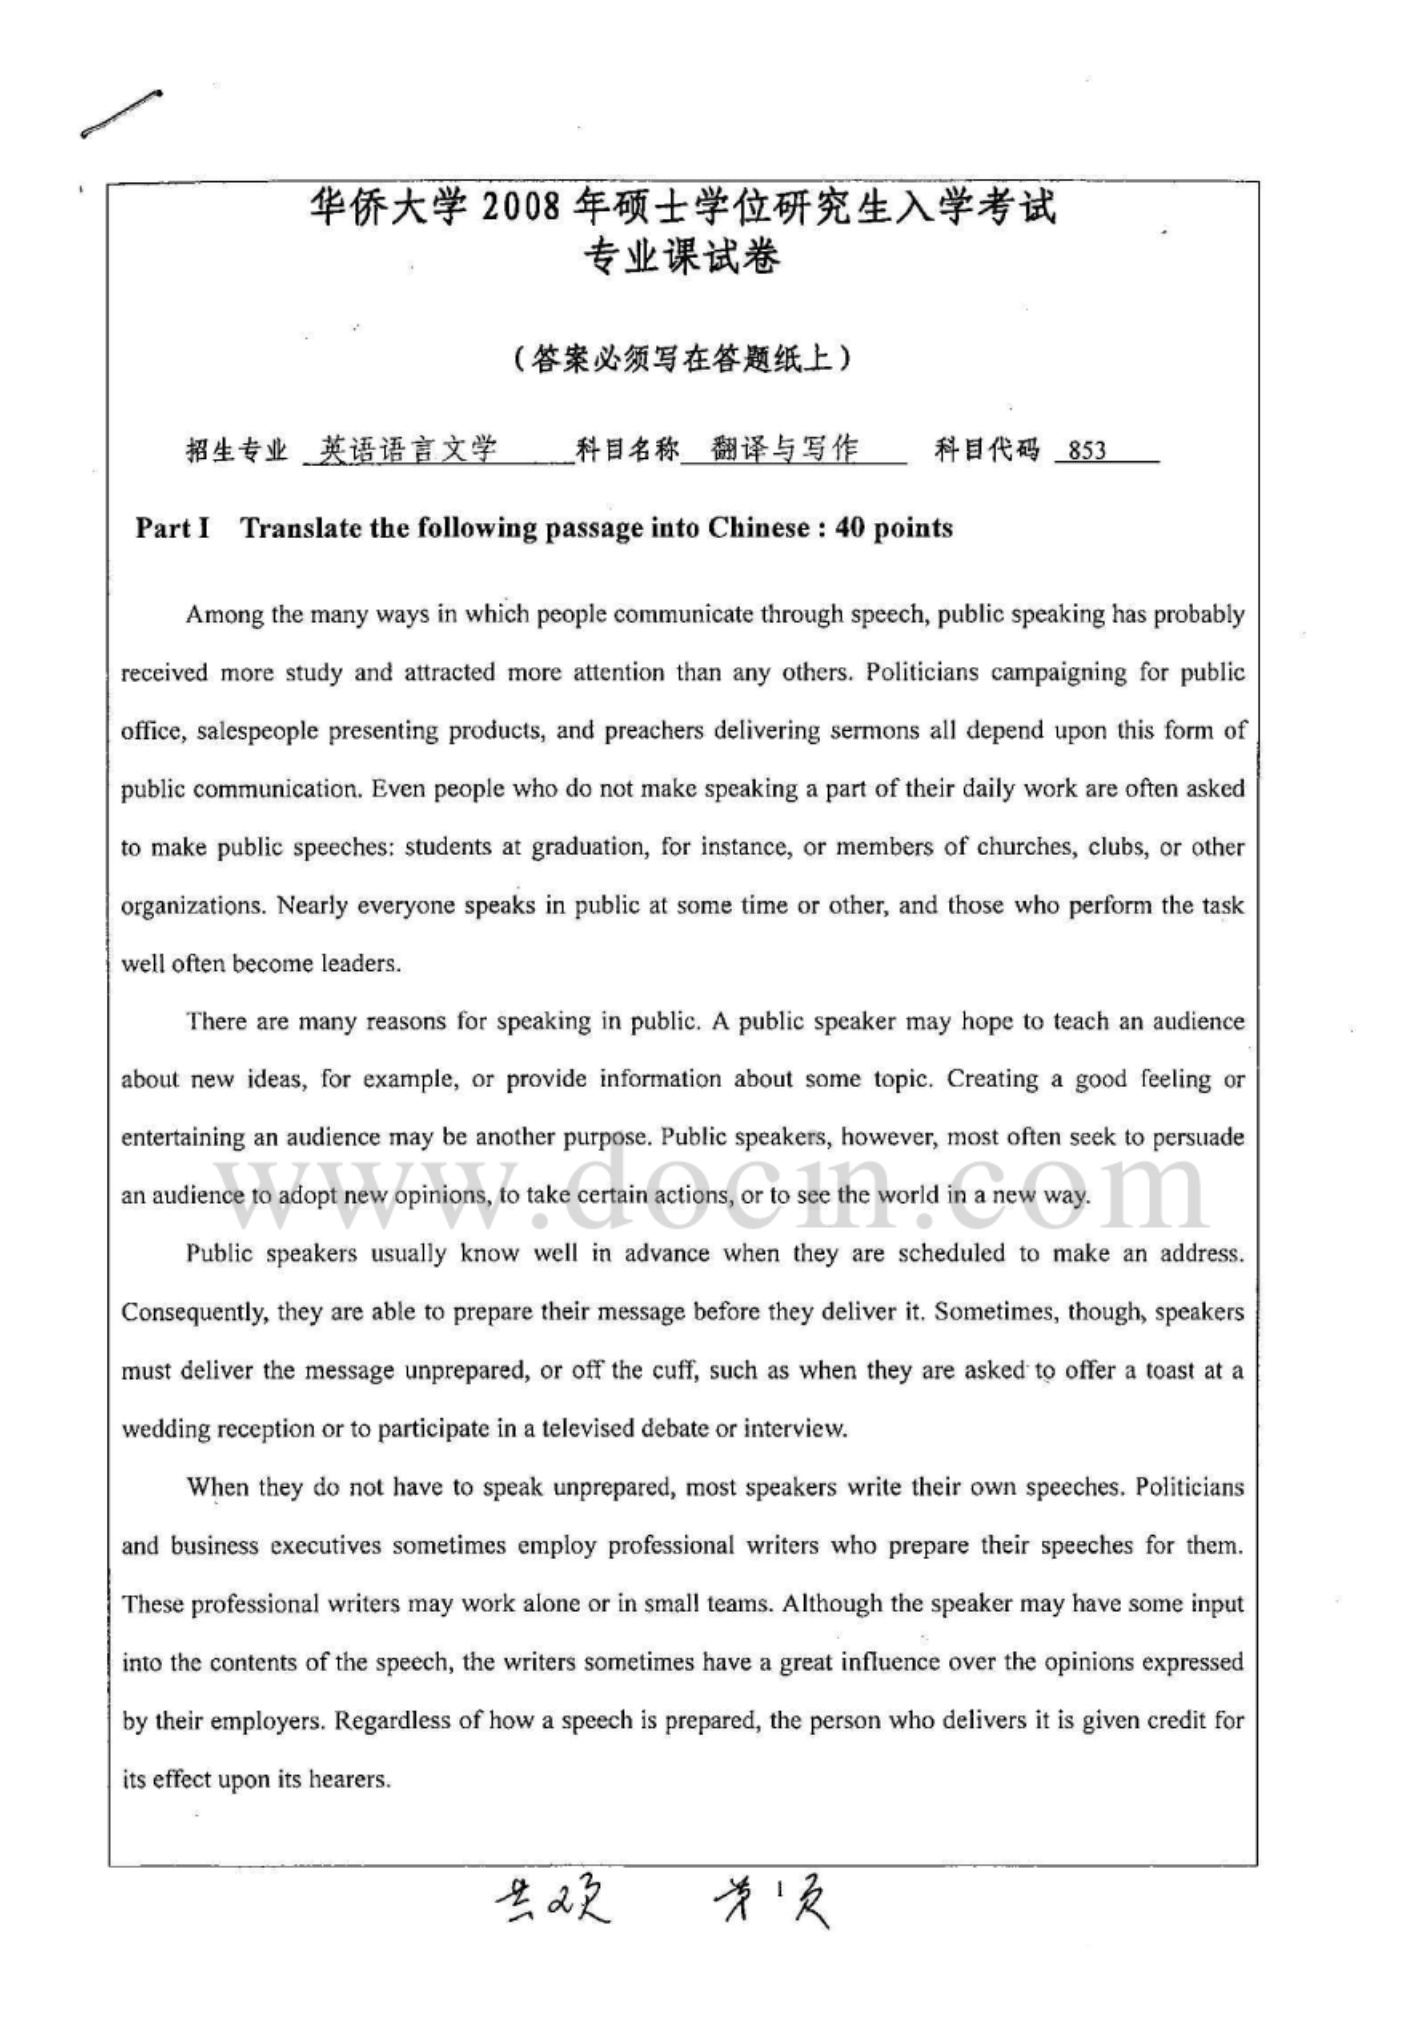 华侨大学 2008 年硕士学位研究生入学考试
专业课试卷
（答案必须写在答题纸上）
招生专业 英语语言文学 科目名称 翻译与写作 科目代码 853
Part I Translate the following passage into Chinese : 40 points
Among the many ways in which people communicate through speech, public speaking has probably
received more study and attracted more attention than any others. Politicians campaigning for public
office, salespeople presenting products, and preachers delivering sermons all depend upon this form of
public communication. Even people who do not make speaking a part of their daily work are often asked
to make public speeches: students at graduation, for instance, or members of churches, clubs, or other
organizations. Nearly everyone speaks in public at some time or other, and those who perform the task
well often become leaders.
There are many reasons for speaking in public. A public speaker may hope to teach an audience
about new ideas, for example, or provide information about some topic. Creating a good feeling or
entertaining an audience may be another purpose. Public speakers, however, most often seek to persuade
an audience to adopt new opinions, to take certain actions, or to see the world in a new way.
www.docin.com
Public speakers usually know well in advance when they are scheduled to make an address.
Consequently, they are able to prepare their message before they deliver it. Sometimes, though, speakers
must deliver the message unprepared, or off the cuff, such as when they are asked to offer a toast at a
wedding reception or to participate in a televised debate or interview.
When they do not have to speak unprepared, most speakers write their own speeches. Politicians
and business executives sometimes employ professional writers who prepare their speeches for them.
These professional writers may work alone or in small teams. Although the speaker may have some input
into the contents of the speech, the writers sometimes have a great influence over the opinions expressed
by their employers. Regardless of how a speech is prepared, the person who delivers it is given credit for
its effect upon its hearers.
共2页 第1页